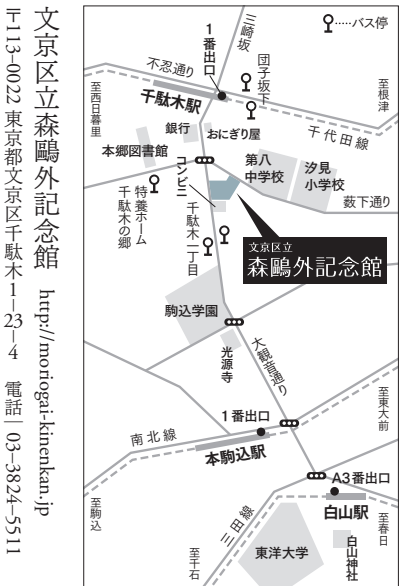 文京区立森鷗外記念館 http://moriogai-kinenkan.jp
〒113-0022 東京都文京区千駄木1-23-4 電話|03-3824-5511
三崎坂
……バス停
1番出口
不忍通り
団子坂下
至西日暮里
千駄木駅
至根津
銀行
おにぎり屋
千代田線
本郷図書館
コンビニ
第八
中学校
汐見
小学校
藪下通り
特養ホーム
千駄木の郷
千駄木一丁目
文京区立
森鷗外記念館
駒込学園
光源寺
大観音通り
至東大前
1番出口
南北線
本駒込駅
至駒込
A3番出口
白山駅
三田線
至春日
至千石
東洋大学
白山神社